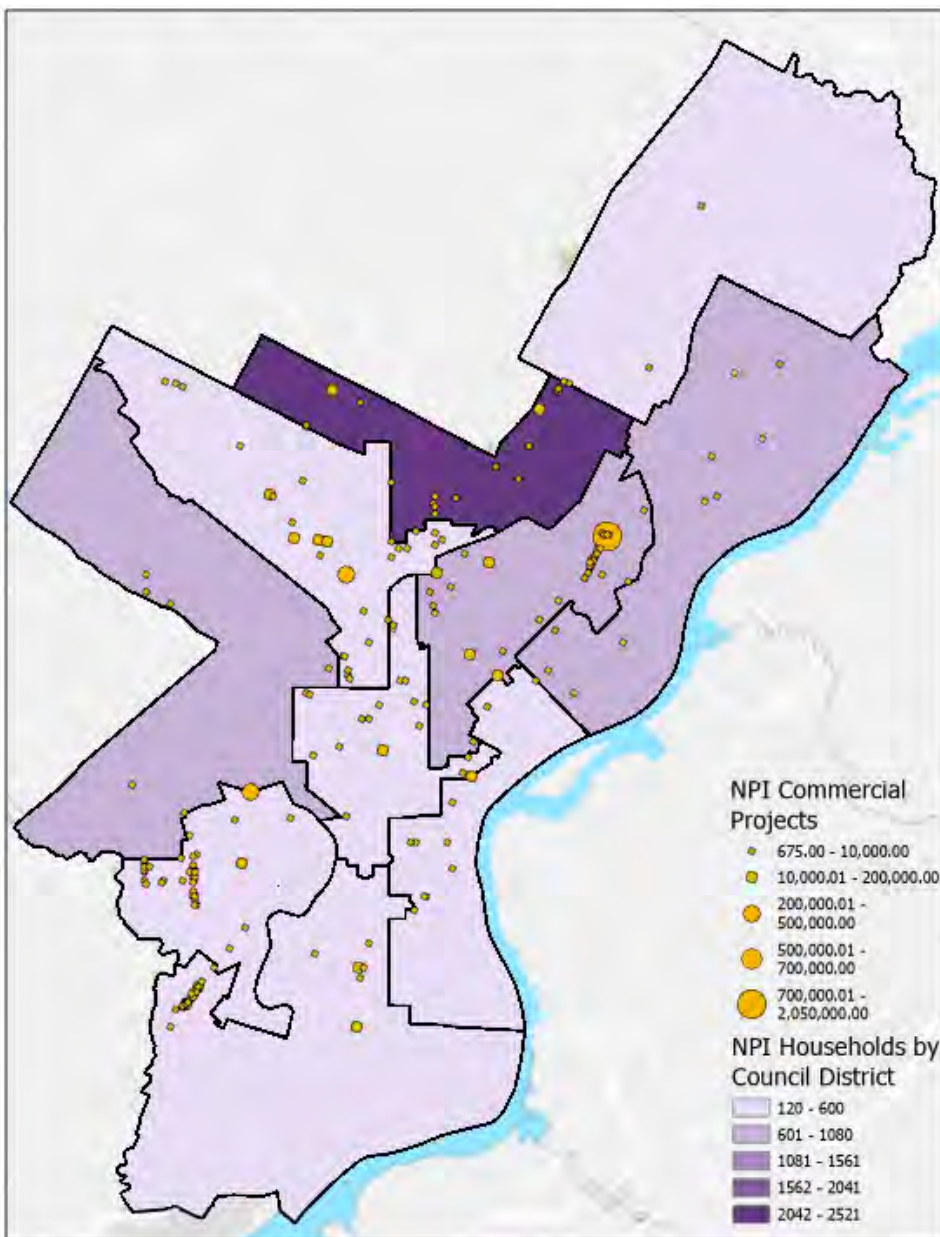 NPI Commercial
Projects
675.00 - 10,000.00
10,000.01 - 200,000.00
200,000.01 -
500,000.00
500,000.01 -
700,000.00
700,000.01 -
2,050,000.00
NPI Households by
Council District
120 - 600
601 - 1080
1081 - 1561
1562 - 2041
2042 - 2521